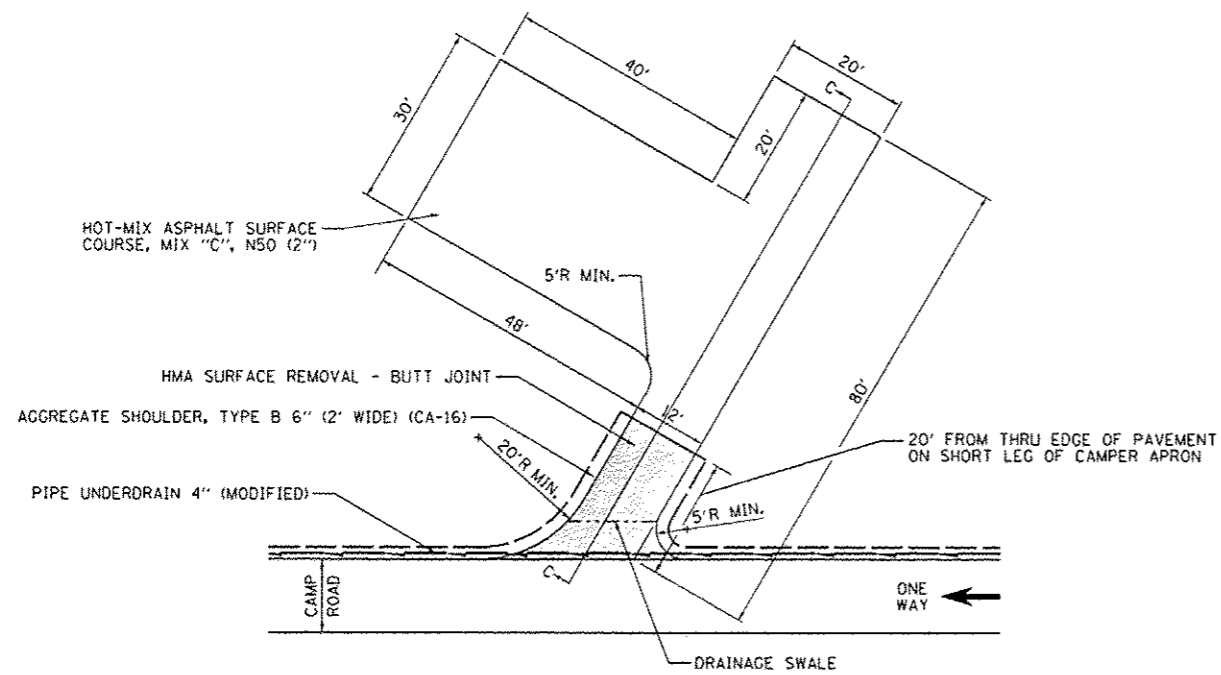 40'
20'
C
30'
20'
HOT-MIX ASPHALT SURFACE
COURSE, MIX "C", N50 (2")
5'R MIN.
48'
HMA SURFACE REMOVAL - BUTT JOINT
12'
80'
AGGREGATE SHOULDER, TYPE B 6" (2' WIDE) (CA-16)
20'R MIN.
20' FROM THRU EDGE OF PAVEMENT
ON SHORT LEG OF CAMPER APRON
PIPE UNDERDRAIN 4" (MODIFIED)
5'R MIN.
C
CAMP
ROAD
ONE
WAY
DRAINAGE SWALE